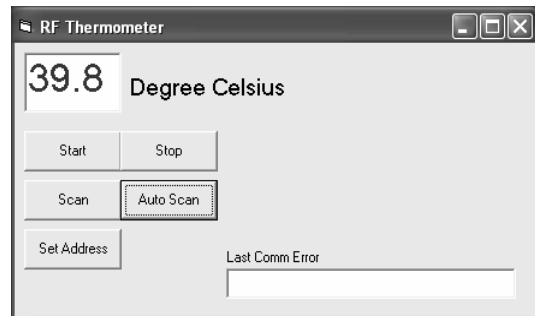 RF Thermometer
39.8 Degree Celsius
Start Stop
Scan Auto Scan
Set Address
Last Comm Error